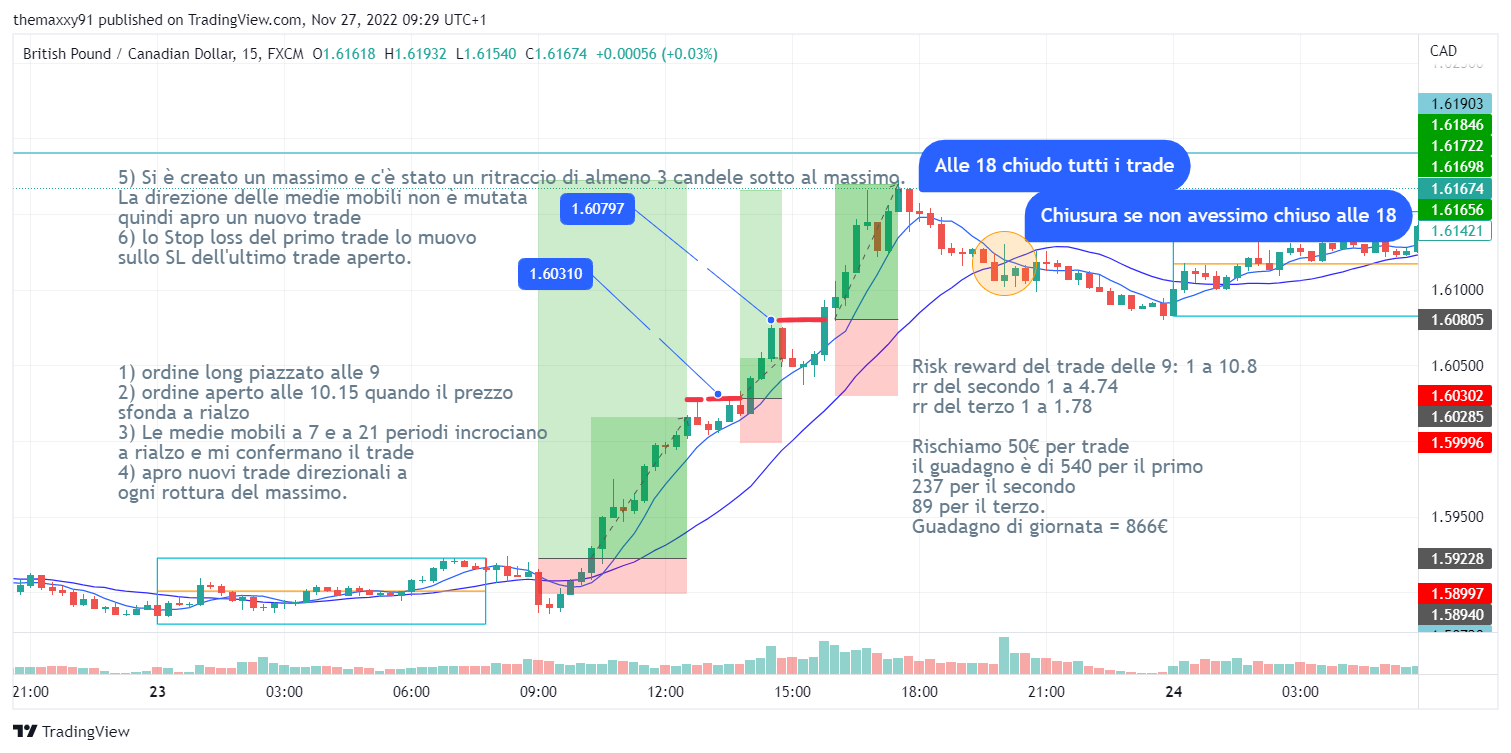 themaxxy91 published on TradingView.com, Nov 27, 2022 09:29 UTC+1
British Pound / Canadian Dollar, 15, FXCM O1.61618 H1.61932 L1.61540 C1.61674 +0.00056 (+0.03%)
CAD
1.61903
1.61846
1.61722
1.61698
1.61674
1.61656
1.61421
1.61000
1.60805
1.60500
1.60302
1.60285
1.59996
1.59500
1.59228
1.58997
1.58940
Alle 18 chiudo tutti i trade
Chiusura se non avessimo chiuso alle 18
5) Si è creato un massimo e c'è stato un ritraccio di almeno 3 candele sotto al massimo.
La direzione delle medie mobili non è mutata
quindi apro un nuovo trade
6) lo Stop loss del primo trade lo muovo
sullo SL dell'ultimo trade aperto.
1.60797
1.60310
1) ordine long piazzato alle 9
2) ordine aperto alle 10.15 quando il prezzo
sfonda a rialzo
3) Le medie mobili a 7 e a 21 periodi incrociano
a rialzo e mi confermano il trade
4) apro nuovi trade direzionali a
ogni rottura del massimo.
Risk reward del trade delle 9: 1 a 10.8
rr del secondo 1 a 4.74
rr del terzo 1 a 1.78
Rischiamo 50€ per trade
il guadagno è di 540 per il primo
237 per il secondo
89 per il terzo.
Guadagno di giornata = 866€
21:00 23 03:00 06:00 09:00 12:00 15:00 18:00 21:00 24 03:00
TradingView